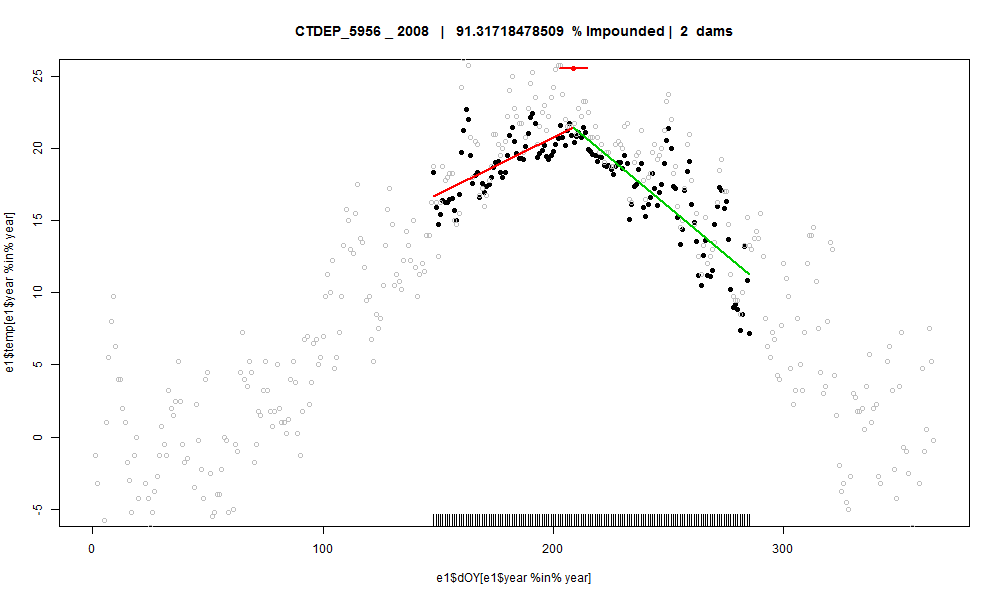 CTDEP_5956 _ 2008 | 91.31718478509 % Impounded | 2 dams
e1$temp[e1$year %in% year]
25
20
15
10
5
0
-5
0 100 200 300
e1$dOY[e1$year %in% year]